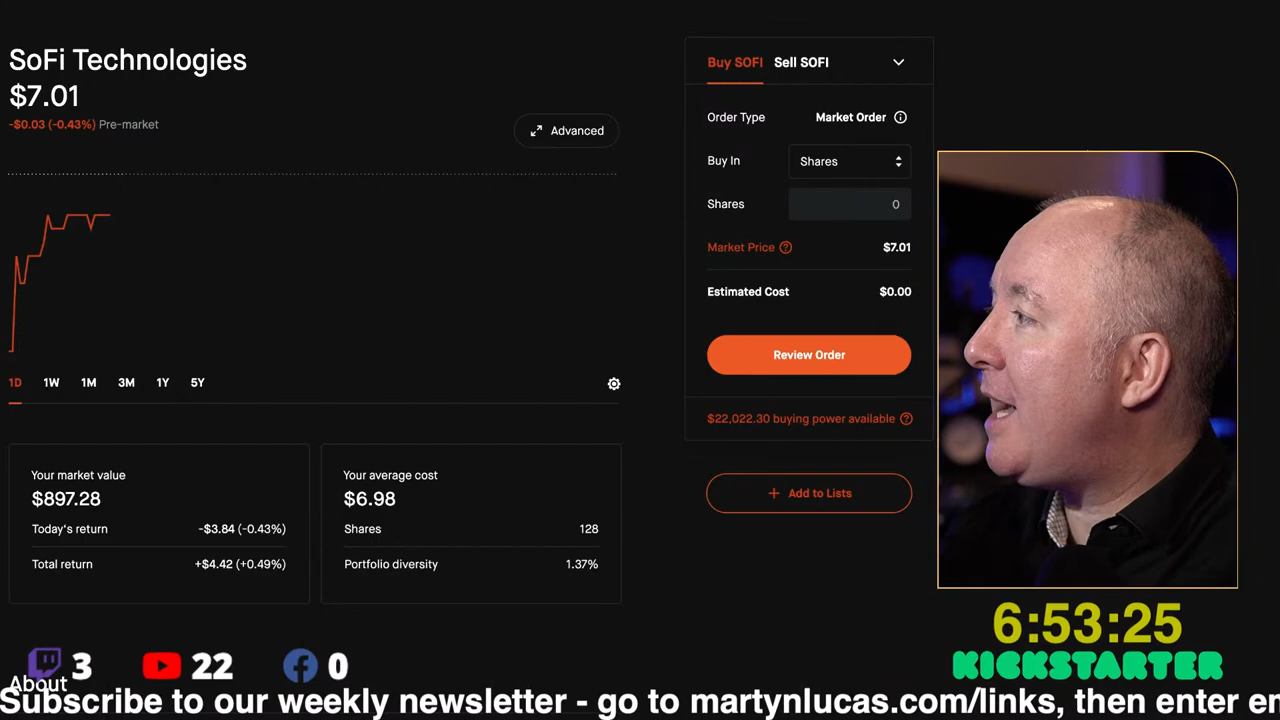 SoFi Technologies
$7.01
-$0.03 (-0.43%) Pre-market
Advanced
1D 1W 1M 3M 1Y 5Y
Your market value
$897.28
Today's return -$3.84 (-0.43%)
Total return +$4.42 (+0.49%)
Your average cost
$6.98
Shares 128
Portfolio diversity 1.37%
Buy SOFI Sell SOFI
Order Type Market Order
Buy In Shares
Shares 0
Market Price $7.01
Estimated Cost $0.00
Review Order
$22,022.30 buying power available
+ Add to Lists
6:53:25
KICKSTARTER
3 22 0
About
Subscribe to our weekly newsletter - go to martynlucas.com/links, then enter